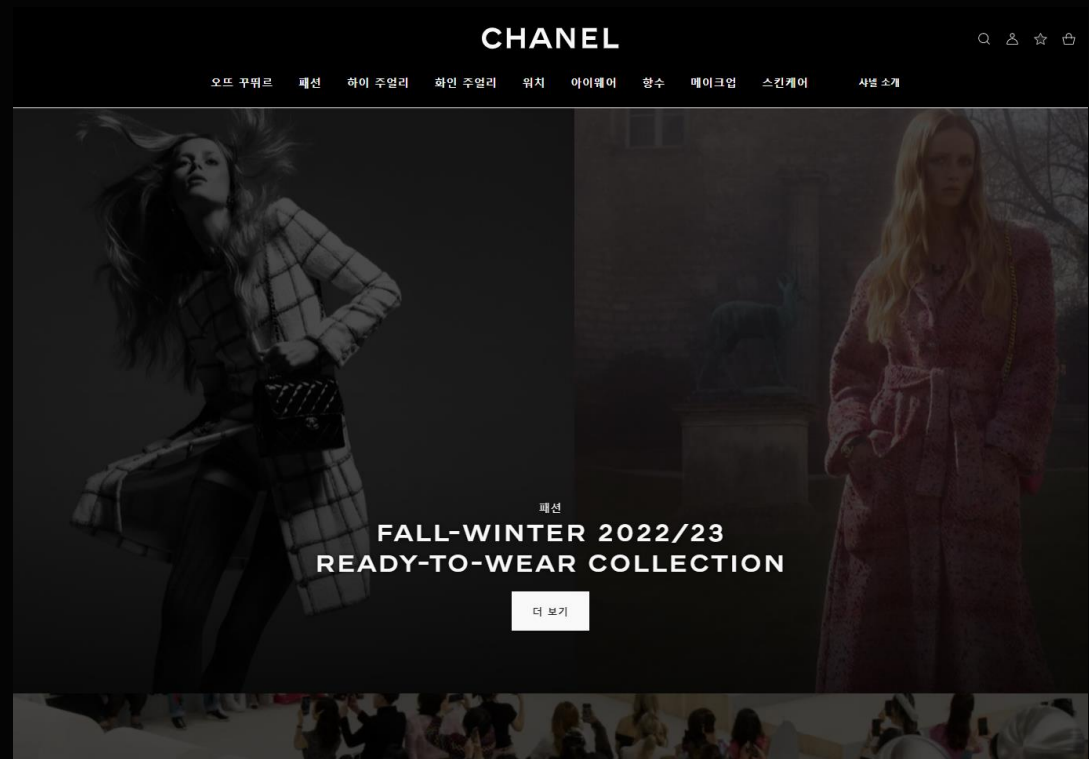 CHANEL
오뜨 꾸뛰르 패션 하이 주얼리 화인 주얼리 워치 아이웨어 향수 메이크업 스킨케어 샤넬 소개
패션
FALL-WINTER 2022/23
READY-TO-WEAR COLLECTION
더 보기